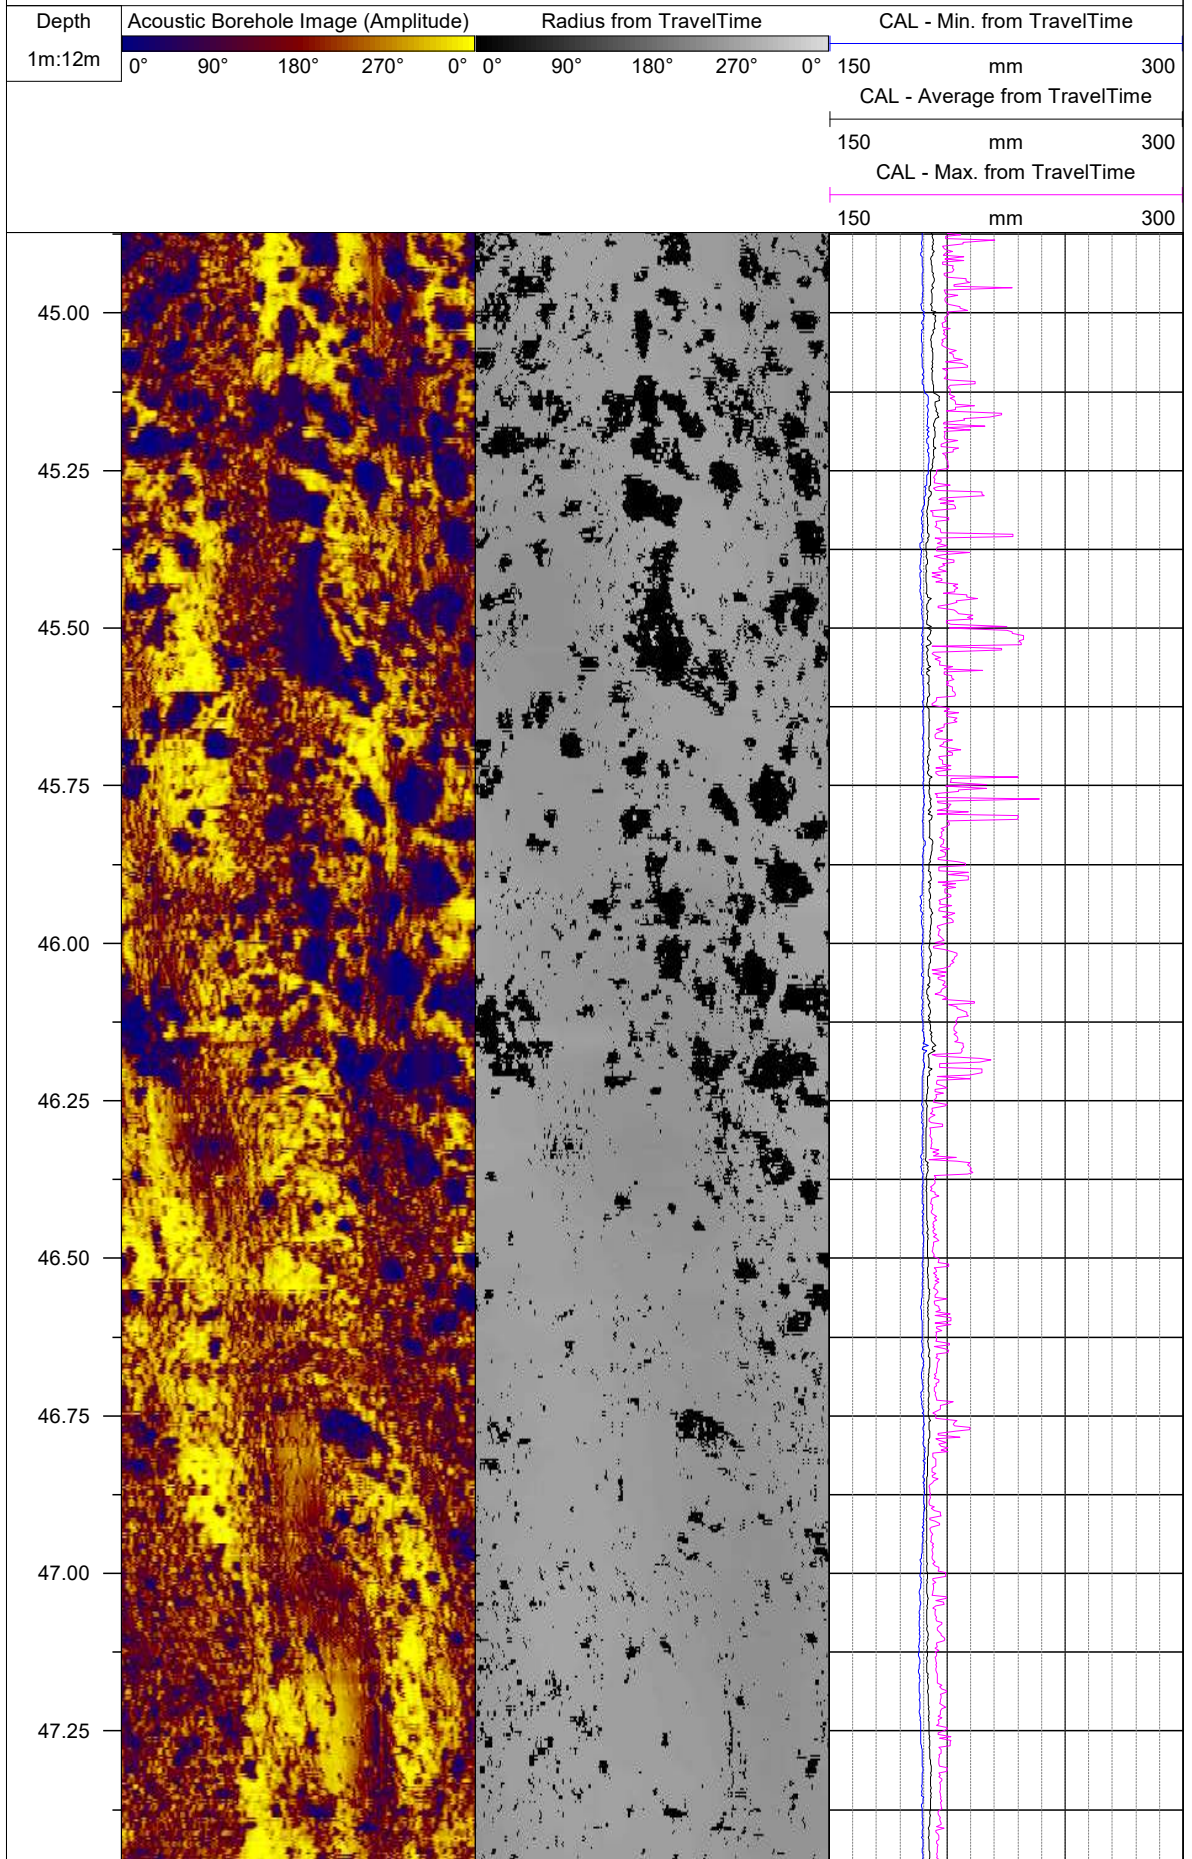 Depth
1m:12m
Acoustic Borehole Image (Amplitude)
0° 90° 180° 270° 0°
Radius from TravelTime
0° 90° 180° 270° 0°
CAL - Min. from TravelTime
150 mm 300
CAL - Average from TravelTime
150 mm 300
CAL - Max. from TravelTime
150 mm 300
45.00
45.25
45.50
45.75
46.00
46.25
46.50
46.75
47.00
47.25